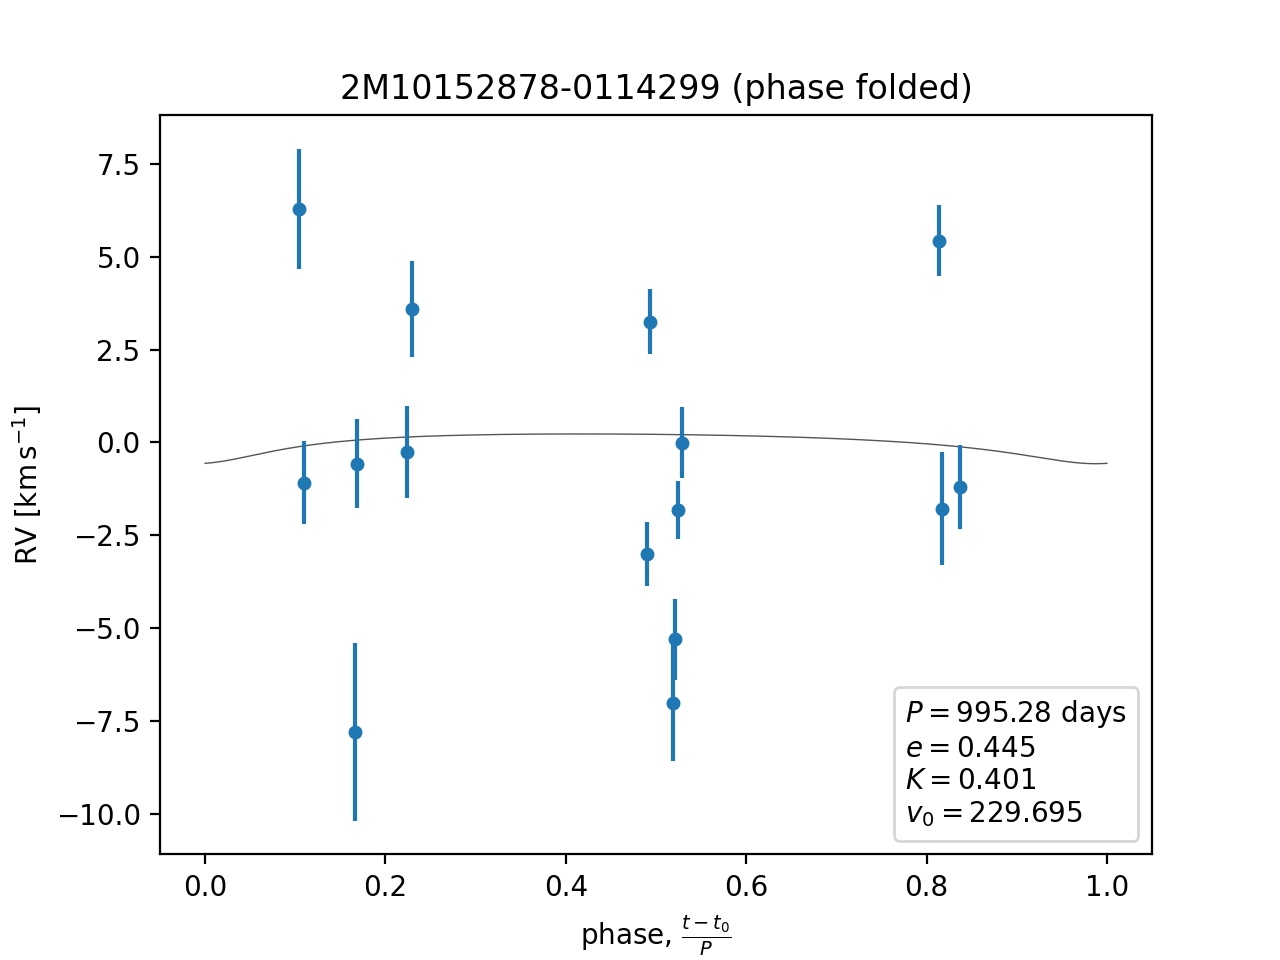 2M10152878-0114299 (phase folded)
7.5
5.0
2.5
0.0
−2.5
−5.0
−7.5
−10.0
RV [km s⁻¹]
P = 995.28 days
e = 0.445
K = 0.401
v₀ = 229.695
0.0 0.2 0.4 0.6 0.8 1.0
phase, (t − t₀)/P